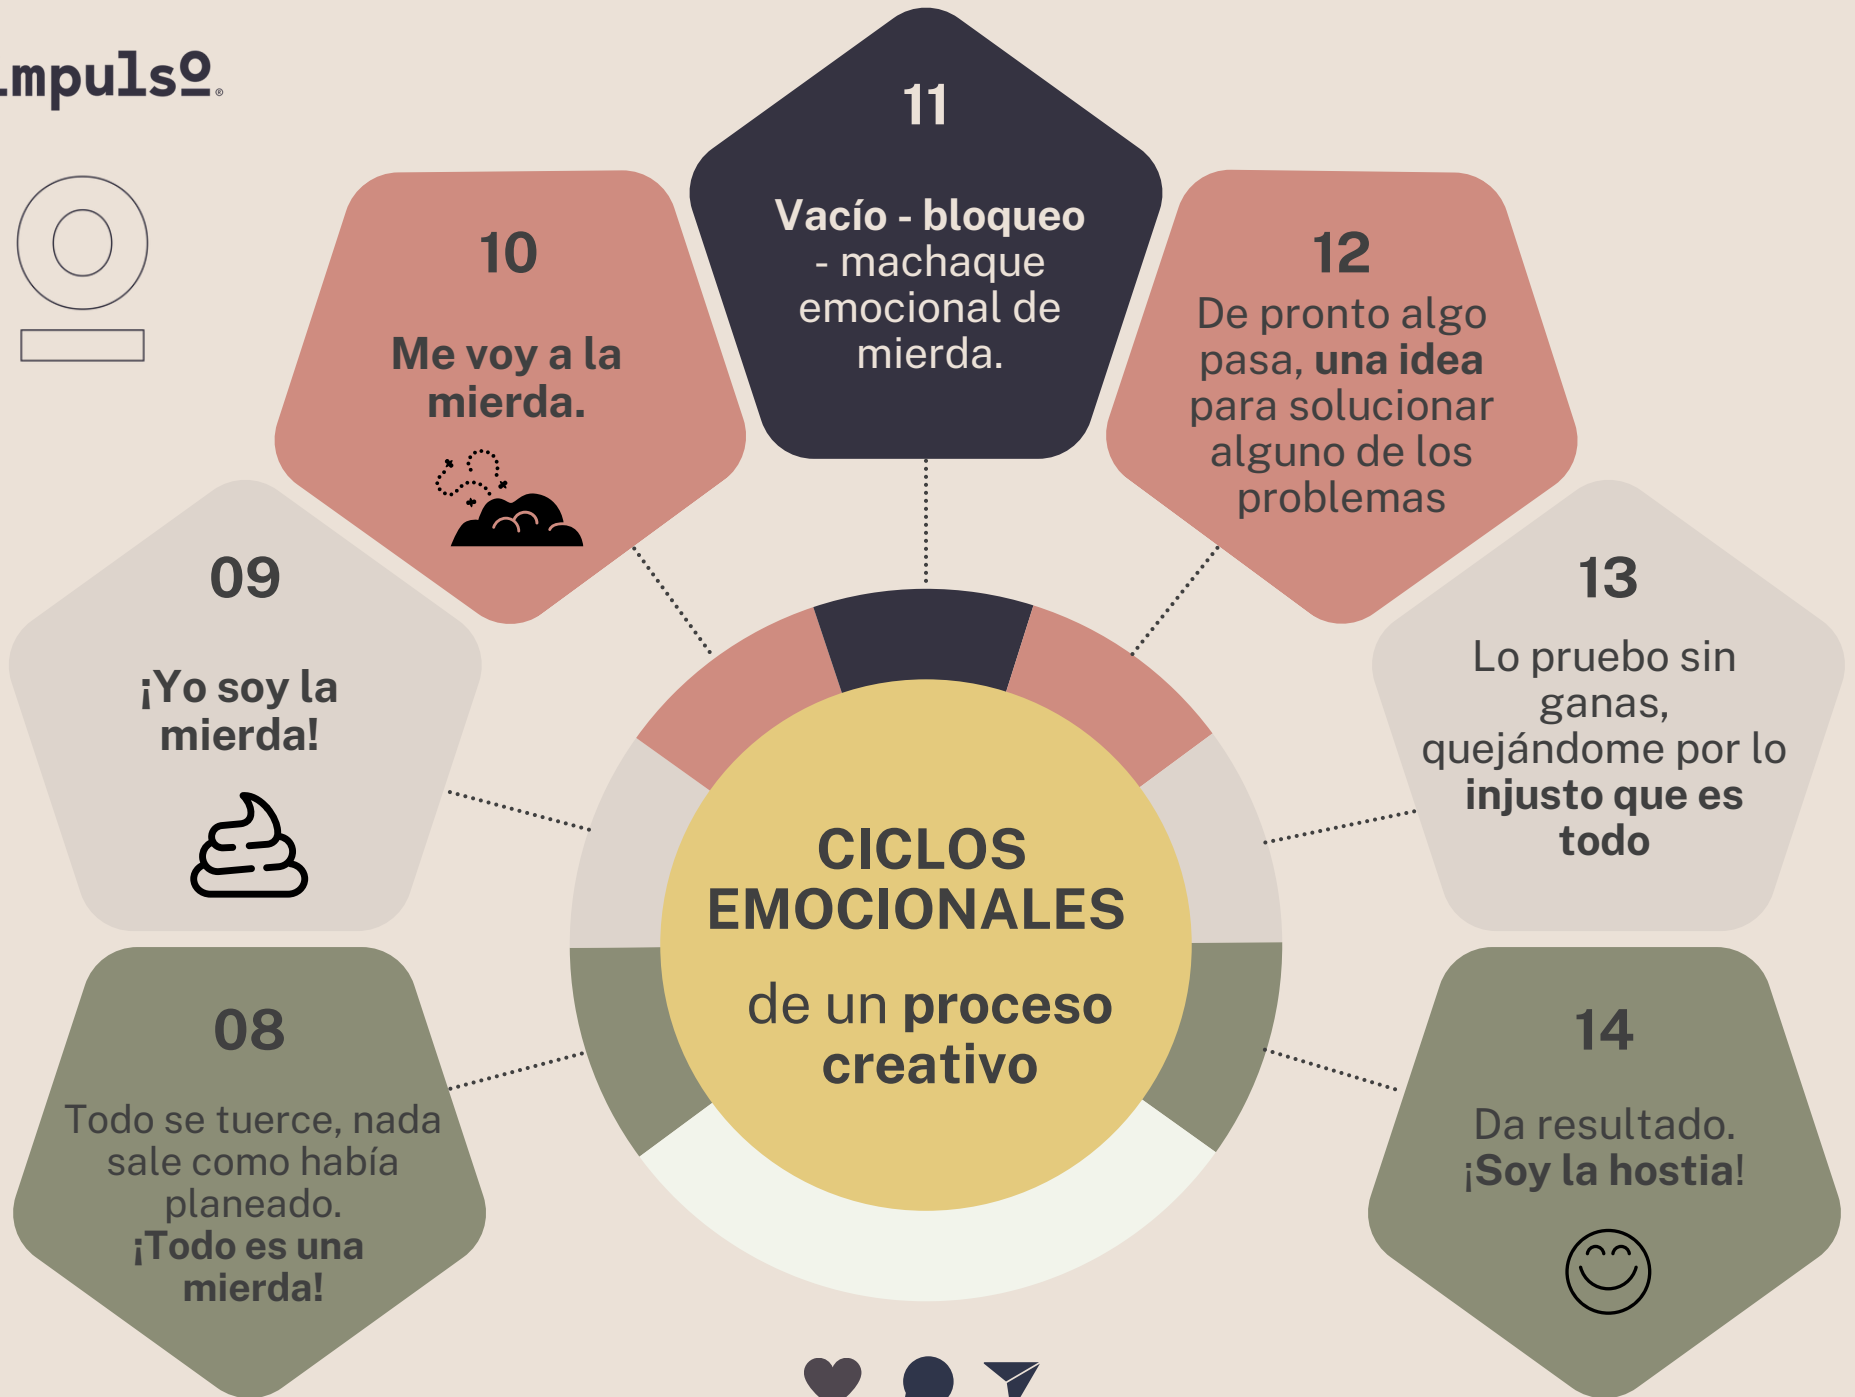 impulso
®
08
Todo se tuerce, nada
sale como había
planeado.
¡Todo es una
mierda!
09
¡Yo soy la
mierda!
10
Me voy a la
mierda.
11
Vacío - bloqueo
- machaque
emocional de
mierda.
12
De pronto algo
pasa, una idea
para solucionar
alguno de los
problemas
13
Lo pruebo sin
ganas,
quejándome por lo
injusto que es
todo
14
Da resultado.
¡Soy la hostia!
CICLOS
EMOCIONALES
de un proceso
creativo